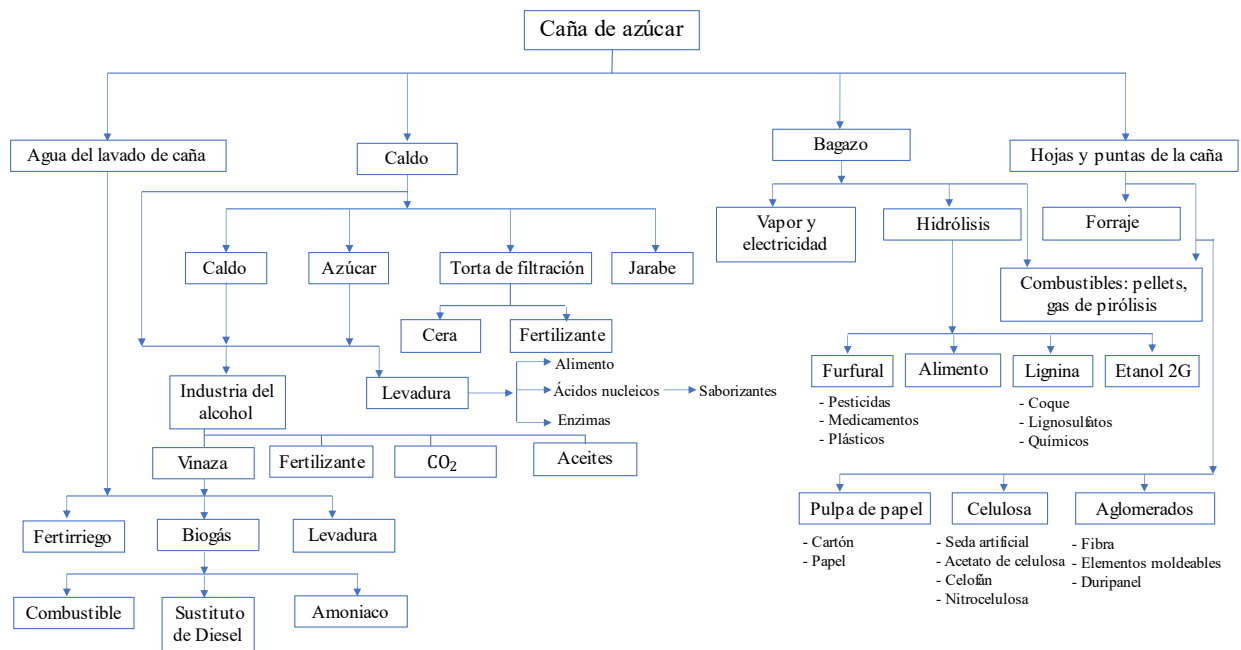 Caña de azúcar
Agua del lavado de caña
Caldo
Bagazo
Hojas y puntas de la caña
Vapor y
electricidad
Hidrólisis
Forraje
Caldo
Azúcar
Torta de filtración
Jarabe
Combustibles: pellets,
gas de pirólisis
Cera
Fertilizante
Industria del
alcohol
Levadura
Alimento
Ácidos nucleicos
Saborizantes
Enzimas
Furfural
- Pesticidas
- Medicamentos
- Plásticos
Alimento
Lignina
- Coque
- Lignosulfatos
- Químicos
Etanol 2G
Vinaza
Fertilizante
CO₂
Aceites
Fertirriego
Biogás
Levadura
Combustible
Sustituto
de Diesel
Amoniaco
Pulpa de papel
- Cartón
- Papel
Celulosa
- Seda artificial
- Acetato de celulosa
- Celofán
- Nitrocelulosa
Aglomerados
- Fibra
- Elementos moldeables
- Duripanel